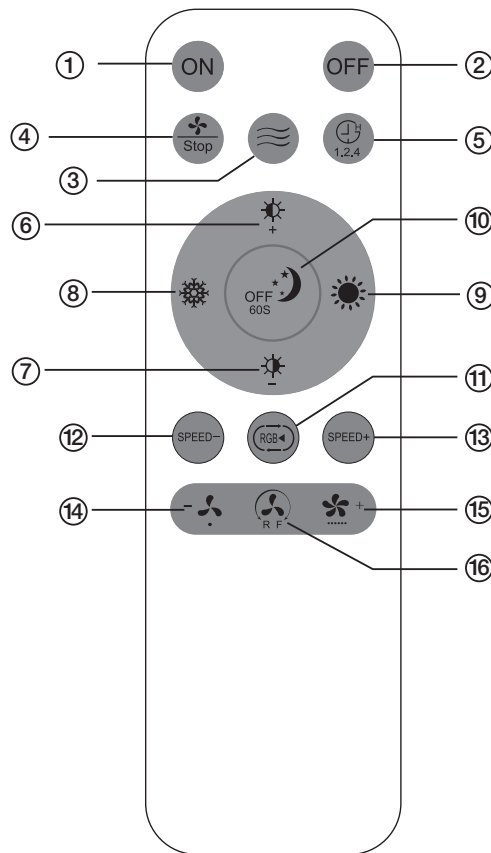 ① ON OFF ②
④ Stop H 1.2.4 ⑤
③
⑥ + ⑩
⑧ OFF ⑨
60S
⑦ − ⑪
⑫ SPEED− RGB SPEED+ ⑬
⑭ − + ⑮
R F
⑯